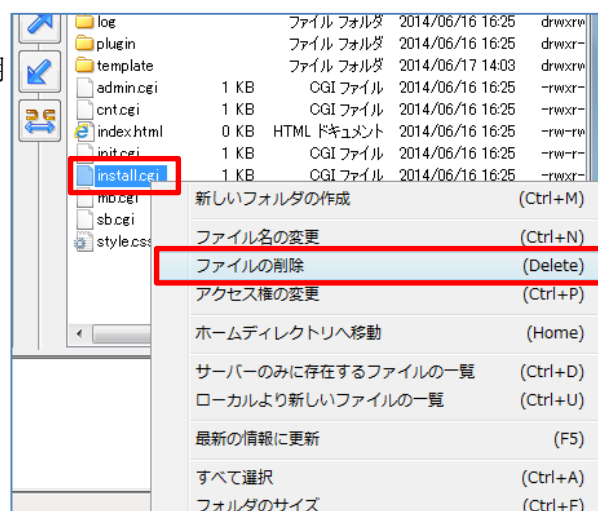 log ファイル フォルダ 2014/06/16 16:25 drwxrw
plugin ファイル フォルダ 2014/06/16 16:25 drwxr-
template ファイル フォルダ 2014/06/17 14:03 drwxrw
admin.cgi 1 KB CGI ファイル 2014/06/16 16:25 -rwxr-
cnt.cgi 1 KB CGI ファイル 2014/06/16 16:25 -rwxr-
index.html 0 KB HTML ドキュメント 2014/06/16 16:25 -rw-rw
init.cgi 1 KB CGI ファイル 2014/06/16 16:25 -rw-r-
install.cgi 1 KB CGI ファイル 2014/06/16 16:25 -rwxr-
mb.cgi
sb.cgi
style.css
新しいフォルダの作成 (Ctrl+M)
ファイル名の変更 (Ctrl+N)
ファイルの削除 (Delete)
アクセス権の変更 (Ctrl+P)
ホームディレクトリへ移動 (Home)
サーバーのみに存在するファイルの一覧 (Ctrl+D)
ローカルより新しいファイルの一覧 (Ctrl+U)
最新の情報に更新 (F5)
すべて選択 (Ctrl+A)
フォルダのサイズ (Ctrl+F)